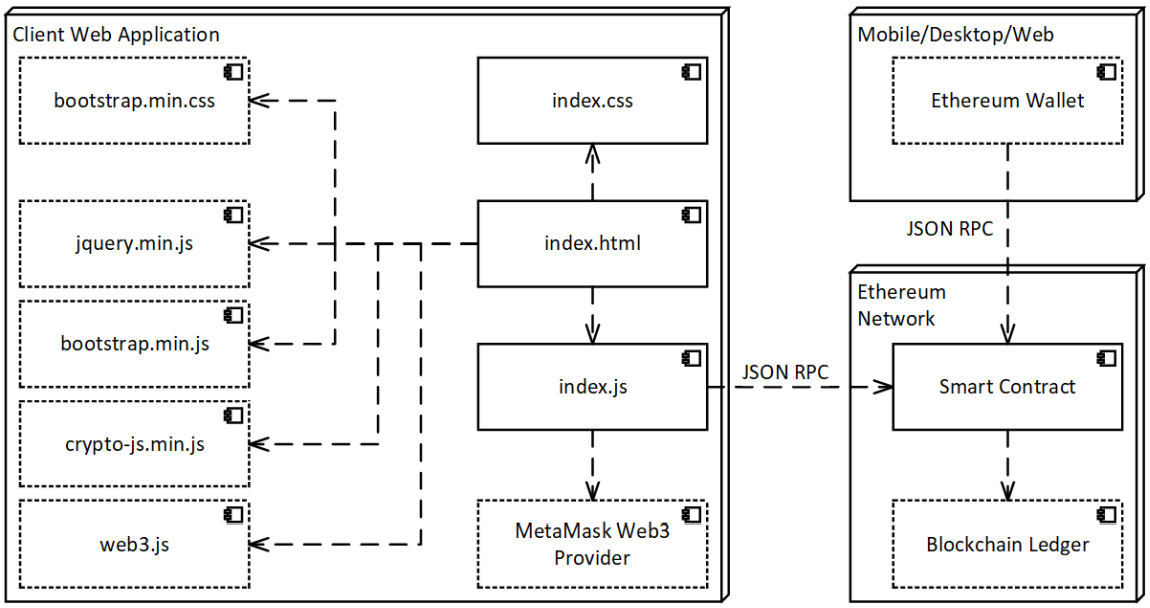 Client Web Application
bootstrap.min.css
jquery.min.js
bootstrap.min.js
crypto-js.min.js
web3.js
index.css
index.html
index.js
MetaMask Web3
Provider
JSON RPC
Mobile/Desktop/Web
Ethereum Wallet
JSON RPC
Ethereum
Network
Smart Contract
Blockchain Ledger